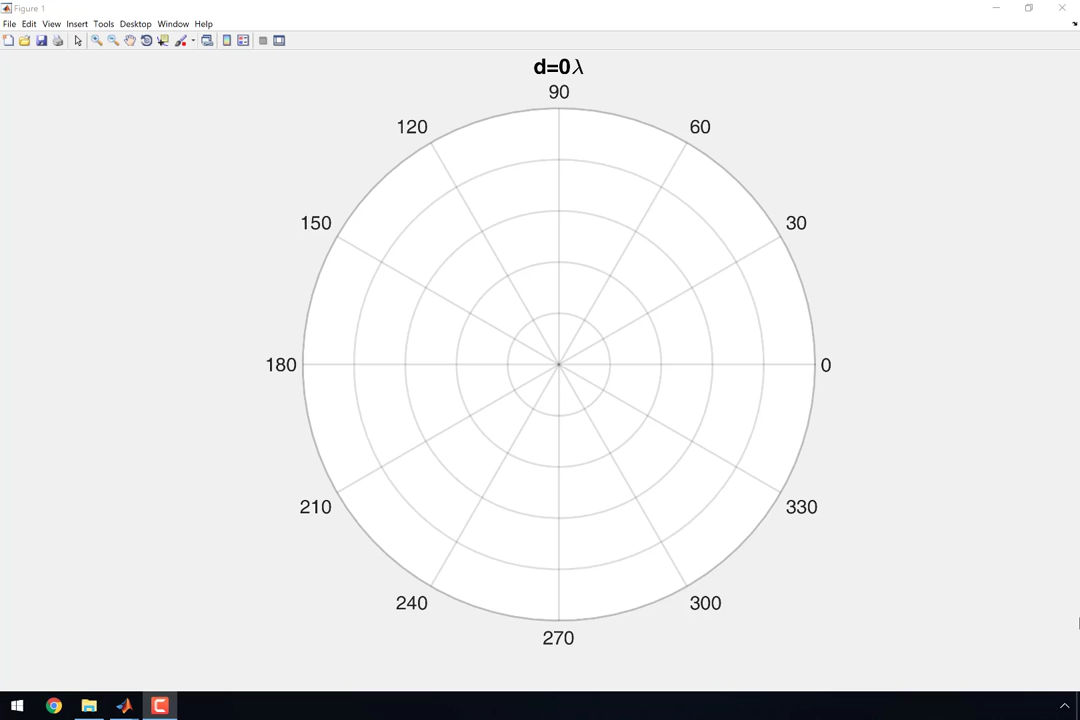 Figure 1
File Edit View Insert Tools Desktop Window Help
d=0λ
90
120 60
150 30
180 0
210 330
240 300
270